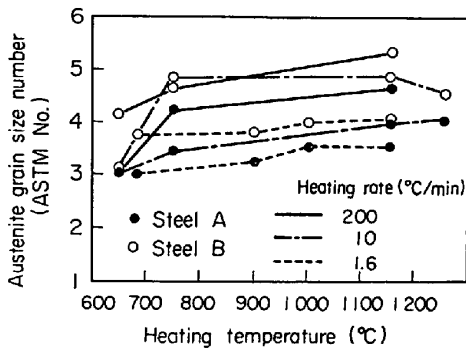 Austenite grain size number
(ASTM No.)
6
5
4
3
2
1
600 700 800 900 1000 1100 1200
Heating temperature (°C)
Steel A
Steel B
Heating rate (°C/min)
200
10
1.6